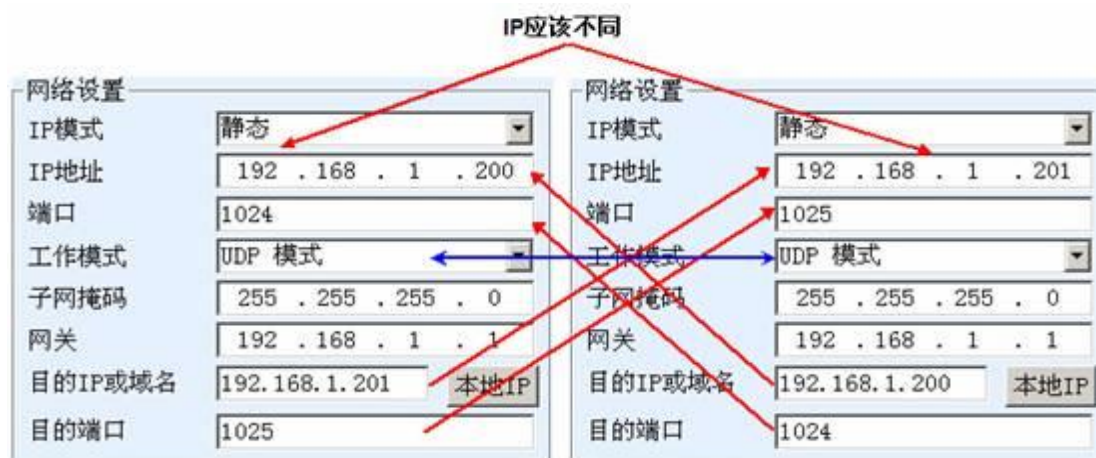 IP应该不同
网络设置
IP模式 静态
IP地址 192 . 168 . 1 . 200
端口 1024
工作模式 UDP 模式
子网掩码 255 . 255 . 255 . 0
网关 192 . 168 . 1 . 1
目的IP或域名 192.168.1.201 本地IP
目的端口 1025
网络设置
IP模式 静态
IP地址 192 . 168 . 1 . 201
端口 1025
工作模式 UDP 模式
子网掩码 255 . 255 . 255 . 0
网关 192 . 168 . 1 . 1
目的IP或域名 192.168.1.200 本地IP
目的端口 1024